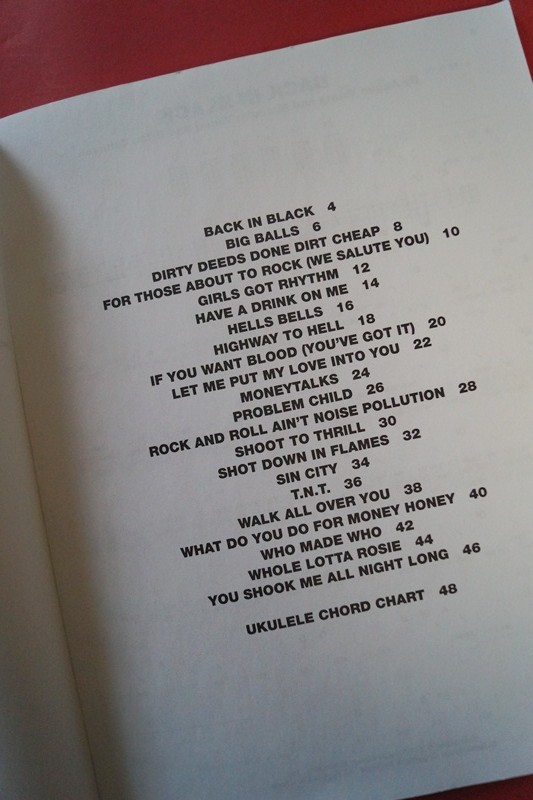 BACK IN BLACK 4
BIG BALLS 6
DIRTY DEEDS DONE DIRT CHEAP 8
FOR THOSE ABOUT TO ROCK (WE SALUTE YOU) 10
GIRLS GOT RHYTHM 12
HAVE A DRINK ON ME 14
HELLS BELLS 16
HIGHWAY TO HELL 18
IF YOU WANT BLOOD (YOU'VE GOT IT) 20
LET ME PUT MY LOVE INTO YOU 22
MONEYTALKS 24
PROBLEM CHILD 26
ROCK AND ROLL AIN'T NOISE POLLUTION 28
SHOOT TO THRILL 30
SHOT DOWN IN FLAMES 32
SIN CITY 34
T.N.T. 36
WALK ALL OVER YOU 38
WHAT DO YOU DO FOR MONEY HONEY 40
WHO MADE WHO 42
WHOLE LOTTA ROSIE 44
YOU SHOOK ME ALL NIGHT LONG 46
UKULELE CHORD CHART 48